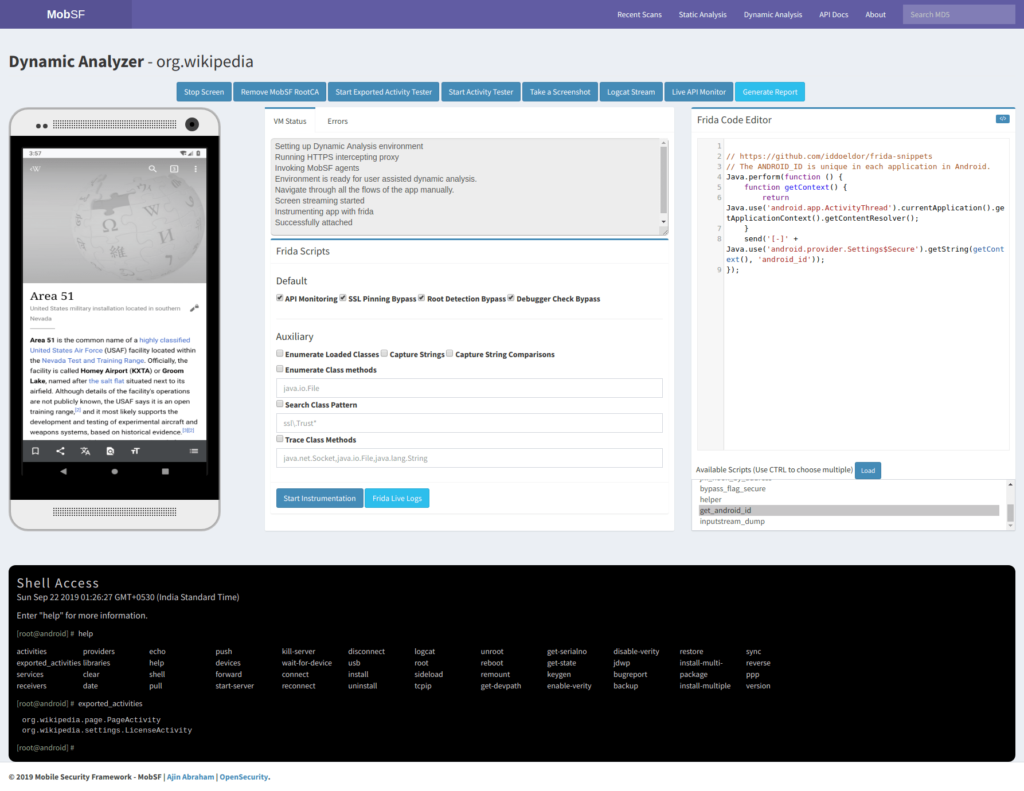 MobSF
Recent Scans
Static Analysis
Dynamic Analysis
API Docs
About
Search MD5
Dynamic Analyzer - org.wikipedia
Stop Screen
Remove MobSF RootCA
Start Exported Activity Tester
Start Activity Tester
Take a Screenshot
Logcat Stream
Live API Monitor
Generate Report
3:57
W
3
Area 51
United States military installation located in southern
Nevada
Area 51 is the common name of a highly classified
United States Air Force (USAF) facility located within
the Nevada Test and Training Range. Officially, the
facility is called Homey Airport (KXTA) or Groom
Lake, named after the salt flat situated next to its
airfield. Although details of the facility's operations
are not publicly known, the USAF says it is an open
training range,[2] and it most likely supports the
development and testing of experimental aircraft and
weapons systems, based on historical evidence.[3][2]
VM Status
Errors
Setting up Dynamic Analysis environment
Running HTTPS intercepting proxy
Invoking MobSF agents
Environment is ready for user assisted dynamic analysis.
Navigate through all the flows of the app manually.
Screen streaming started
Instrumenting app with frida
Successfully attached
Frida Scripts
Default
API Monitoring SSL Pinning Bypass Root Detection Bypass Debugger Check Bypass
Auxiliary
Enumerate Loaded Classes Capture Strings Capture String Comparisons
Enumerate Class methods
java.io.File
Search Class Pattern
ssl\.Trust*
Trace Class Methods
java.net.Socket,java.io.File,java.lang.String
Start Instrumentation
Frida Live Logs
Frida Code Editor
</>
1
2 // https://github.com/iddoeldor/frida-snippets
3 // The ANDROID_ID is unique in each application in Android.
4 Java.perform(function () {
5 function getContext() {
6 return
Java.use('android.app.ActivityThread').currentApplication().ge
tApplicationContext().getContentResolver();
7 }
8 send('[-]' +
Java.use('android.provider.Settings$Secure').getString(getCont
ext(), 'android_id'));
9 });
Available Scripts (Use CTRL to choose multiple)
Load
bypass_flag_secure
helper
get_android_id
inputstream_dump
Shell Access
Sun Sep 22 2019 01:26:27 GMT+0530 (India Standard Time)
Enter "help" for more information.
[root@android] # help
activities providers echo push kill-server disconnect logcat unroot get-serialno disable-verity restore sync
exported_activities libraries help devices wait-for-device usb root reboot get-state jdwp install-multi- reverse
services clear shell forward connect install sideload remount keygen bugreport package ppp
receivers date pull start-server reconnect uninstall tcpip get-devpath enable-verity backup install-multiple version
[root@android] # exported_activities
org.wikipedia.page.PageActivity
org.wikipedia.settings.LicenseActivity
[root@android] #
© 2019 Mobile Security Framework - MobSF | Ajin Abraham | OpenSecurity.